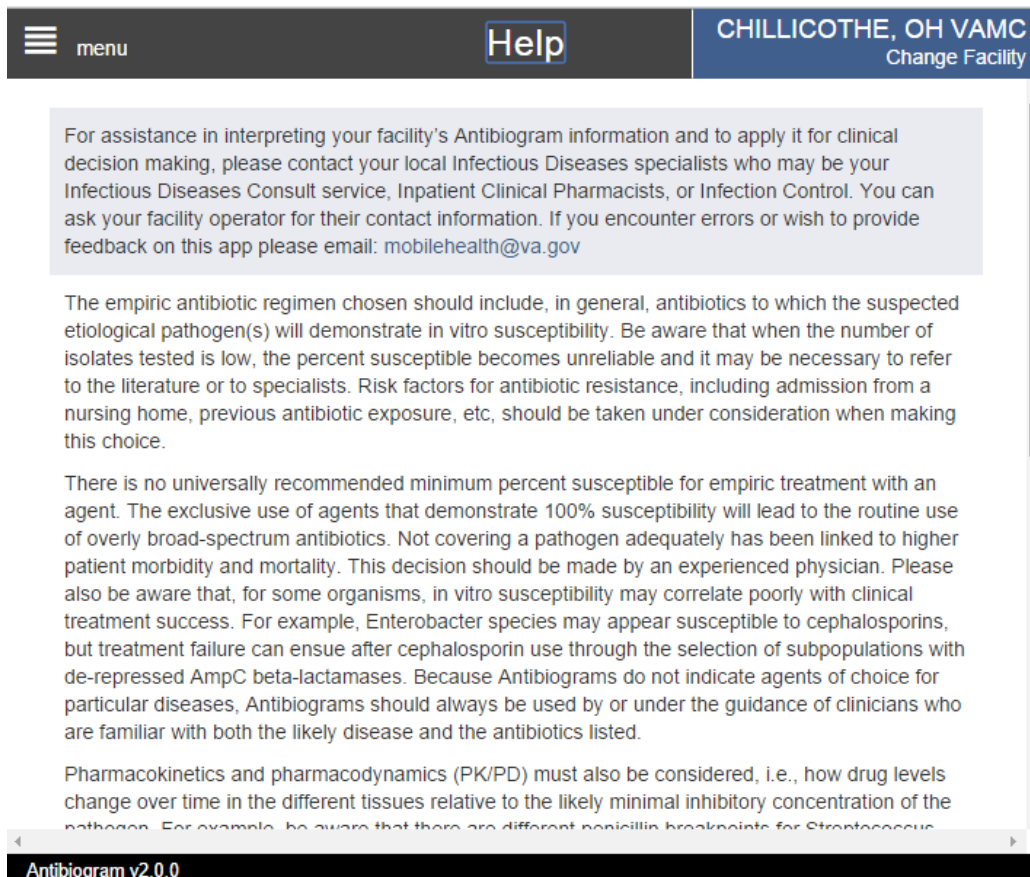 menu
Help
CHILLICOTHE, OH VAMC
Change Facility
For assistance in interpreting your facility's Antibiogram information and to apply it for clinical
decision making, please contact your local Infectious Diseases specialists who may be your
Infectious Diseases Consult service, Inpatient Clinical Pharmacists, or Infection Control. You can
ask your facility operator for their contact information. If you encounter errors or wish to provide
feedback on this app please email: mobilehealth@va.gov
The empiric antibiotic regimen chosen should include, in general, antibiotics to which the suspected
etiological pathogen(s) will demonstrate in vitro susceptibility. Be aware that when the number of
isolates tested is low, the percent susceptible becomes unreliable and it may be necessary to refer
to the literature or to specialists. Risk factors for antibiotic resistance, including admission from a
nursing home, previous antibiotic exposure, etc, should be taken under consideration when making
this choice.
There is no universally recommended minimum percent susceptible for empiric treatment with an
agent. The exclusive use of agents that demonstrate 100% susceptibility will lead to the routine use
of overly broad-spectrum antibiotics. Not covering a pathogen adequately has been linked to higher
patient morbidity and mortality. This decision should be made by an experienced physician. Please
also be aware that, for some organisms, in vitro susceptibility may correlate poorly with clinical
treatment success. For example, Enterobacter species may appear susceptible to cephalosporins,
but treatment failure can ensue after cephalosporin use through the selection of subpopulations with
de-repressed AmpC beta-lactamases. Because Antibiograms do not indicate agents of choice for
particular diseases, Antibiograms should always be used by or under the guidance of clinicians who
are familiar with both the likely disease and the antibiotics listed.
Pharmacokinetics and pharmacodynamics (PK/PD) must also be considered, i.e., how drug levels
change over time in the different tissues relative to the likely minimal inhibitory concentration of the
pathogen. For example, be aware that there are different penicillin breakpoints for Streptococcus
Antibiogram v2.0.0